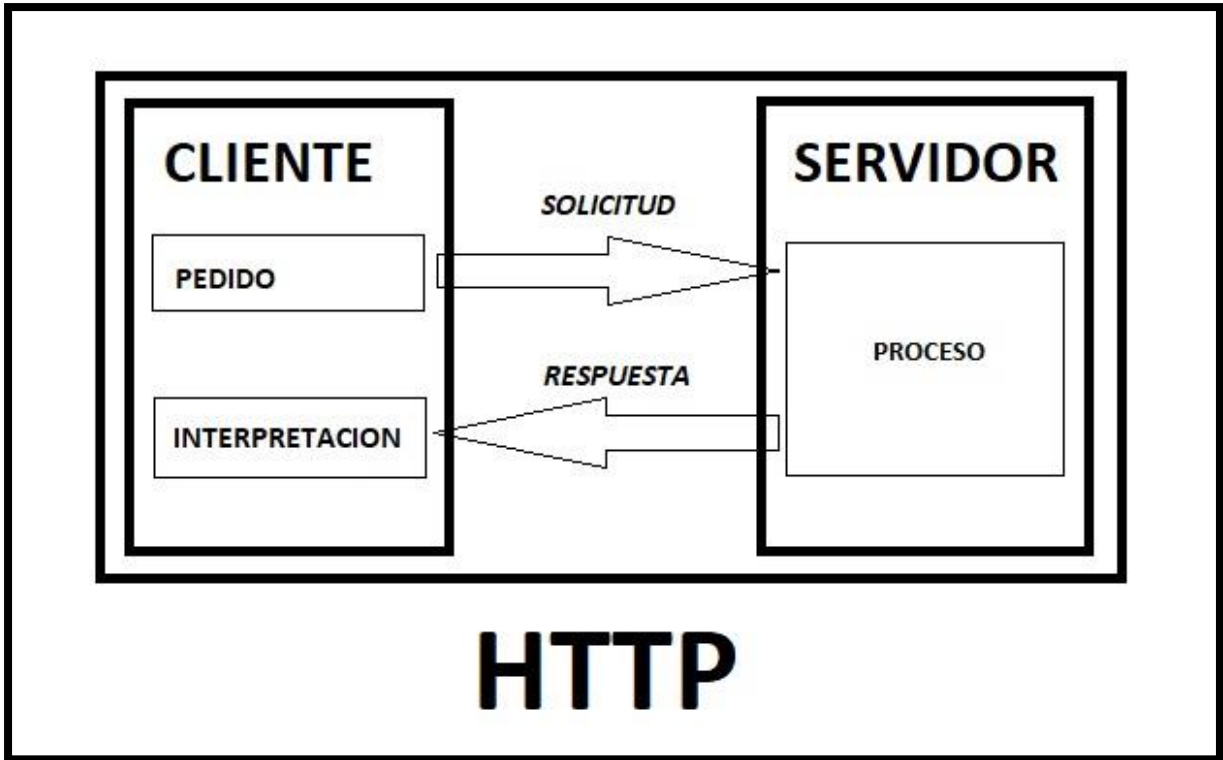 CLIENTE
SERVIDOR
SOLICITUD
PEDIDO
PROCESO
RESPUESTA
INTERPRETACION
HTTP